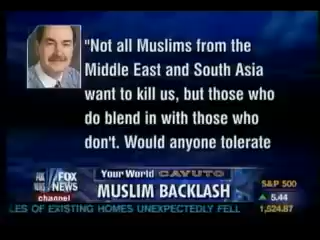 "Not all Muslims from the
Middle East and South Asia
want to kill us, but those who
do blend in with those who
don't. Would anyone tolerate
Your World CAVUTO
FOX NEWS
channel
MUSLIM BACKLASH
S&P 500
5.44
1,524.87
LES OF EXISTING HOMES UNEXPECTEDLY FELL